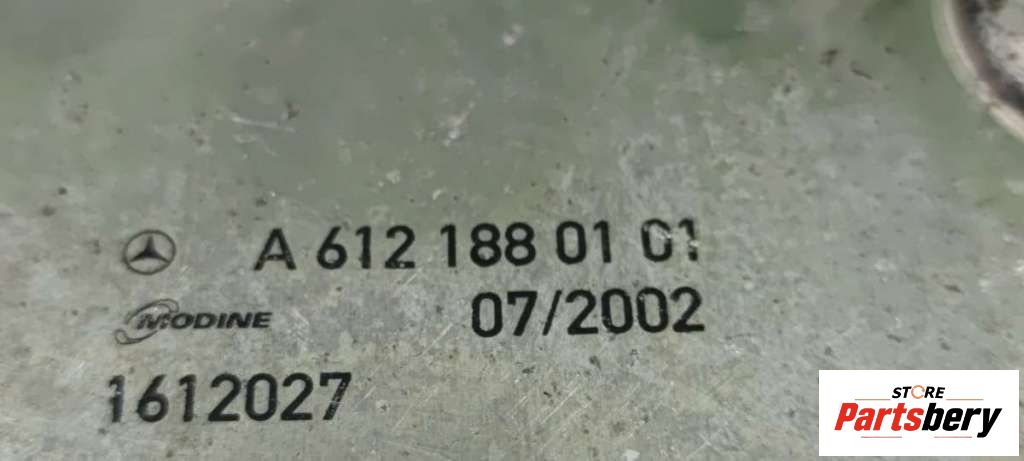 A 612 188 01 01
MODINE 07/2002
1612027
STORE
Partsbery